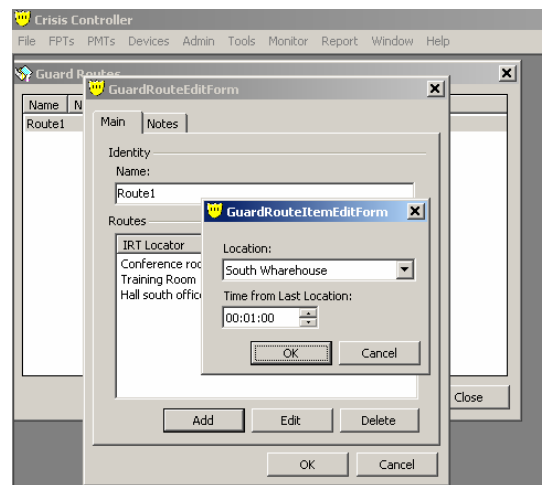 Crisis Controller
File FPTs PMTs Devices Admin Tools Monitor Report Window Help
Guard Routes
GuardRouteEditForm
Name N
Route1
Main Notes
Identity
Name:
Route1
Routes
GuardRouteItemEditForm
IRT Locator
Conference roo
Training Room
Hall south offic
Location:
South Wharehouse
Time from Last Location:
00:01:00
OK Cancel
Close
Add Edit Delete
OK Cancel